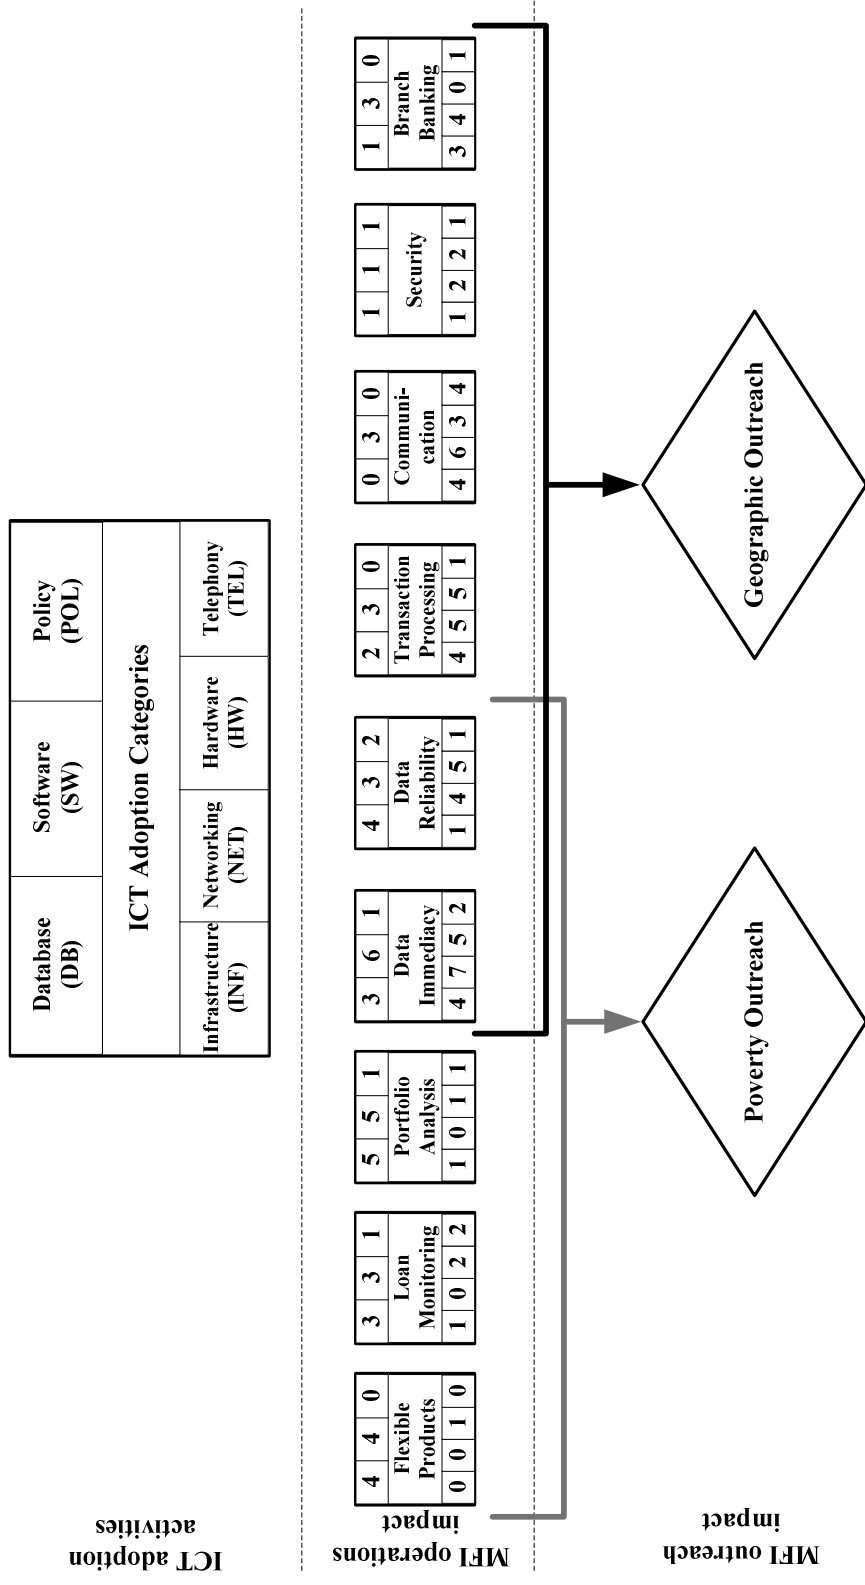 ICT adoption
activities
Database
(DB)
Software
(SW)
Policy
(POL)
ICT Adoption Categories
Infrastructure
(INF)
Networking
(NET)
Hardware
(HW)
Telephony
(TEL)
MFI operations
impact
4 4 0
Flexible
Products
0 0 1 0
3 3 1
Loan
Monitoring
1 0 2 2
5 5 1
Portfolio
Analysis
1 0 1 1
3 6 1
Data
Immediacy
4 7 5 2
4 3 2
Data
Reliability
1 4 5 1
2 3 0
Transaction
Processing
4 5 5 1
0 3 0
Communi-
cation
4 6 3 4
1 1 1
Security
1 2 2 1
1 3 0
Branch
Banking
3 4 0 1
MFI outreach
impact
Poverty Outreach
Geographic Outreach